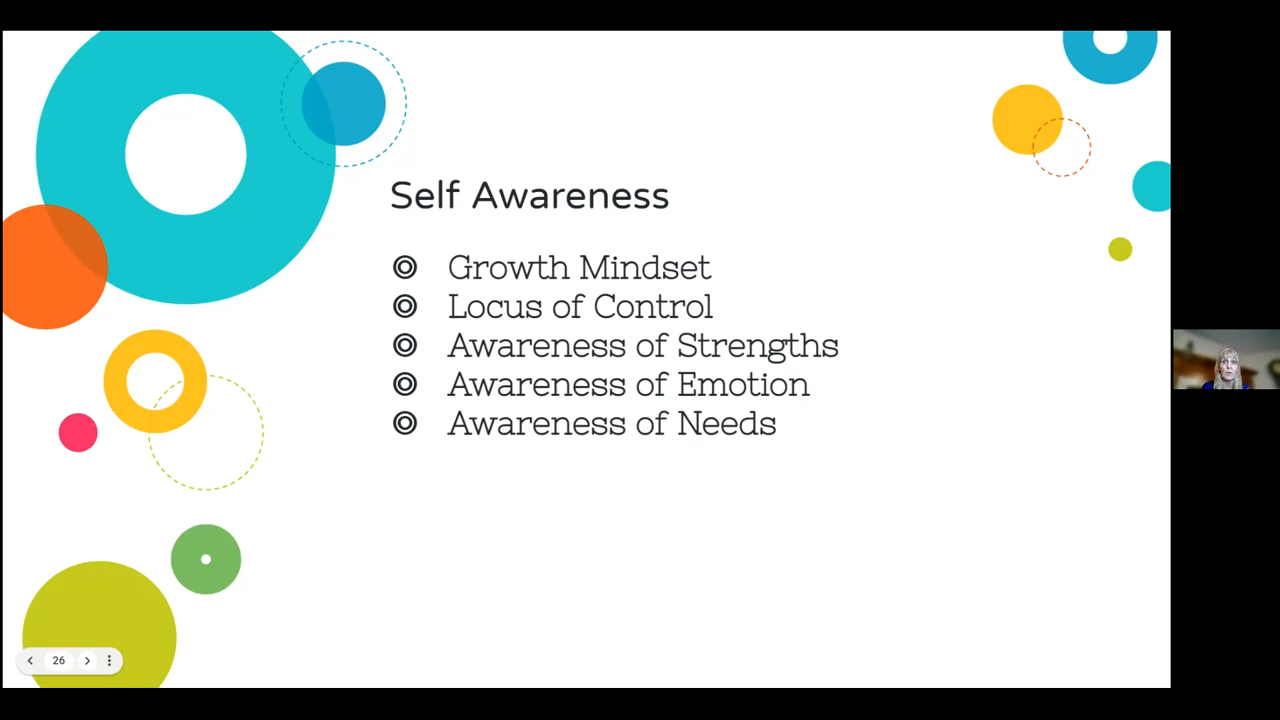 Self Awareness
Growth Mindset
Locus of Control
Awareness of Strengths
Awareness of Emotion
Awareness of Needs
26